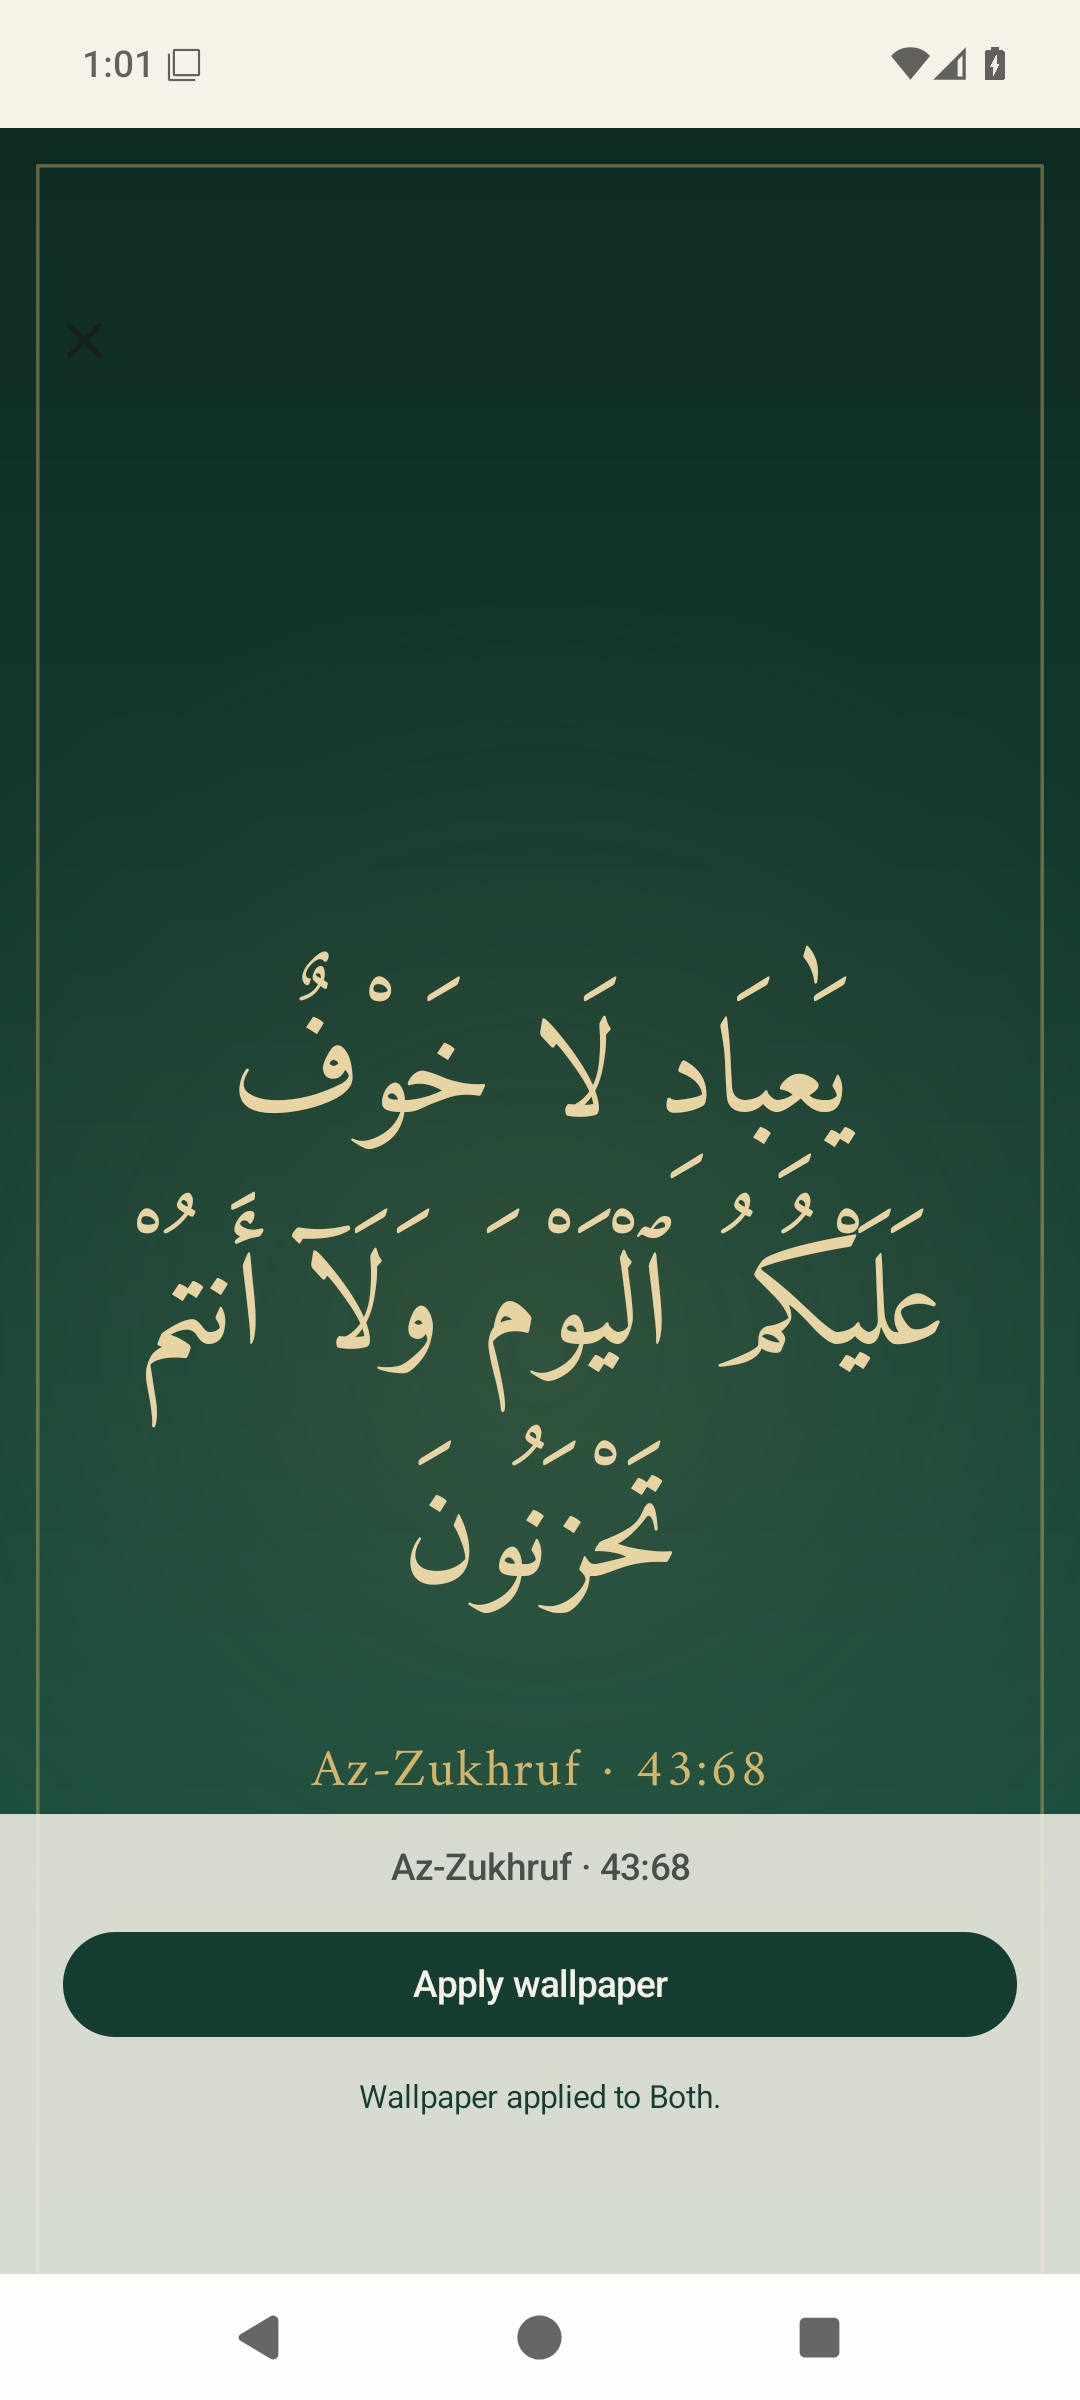 1:01
يَٰعِبَادِ لَا خَوْفٌ
عَلَيْكُمُ ٱلْيَوْمَ وَلَآ أَنتُمْ
تَحْزَنُونَ
Az-Zukhruf · 43:68
Az-Zukhruf · 43:68
Apply wallpaper
Wallpaper applied to Both.